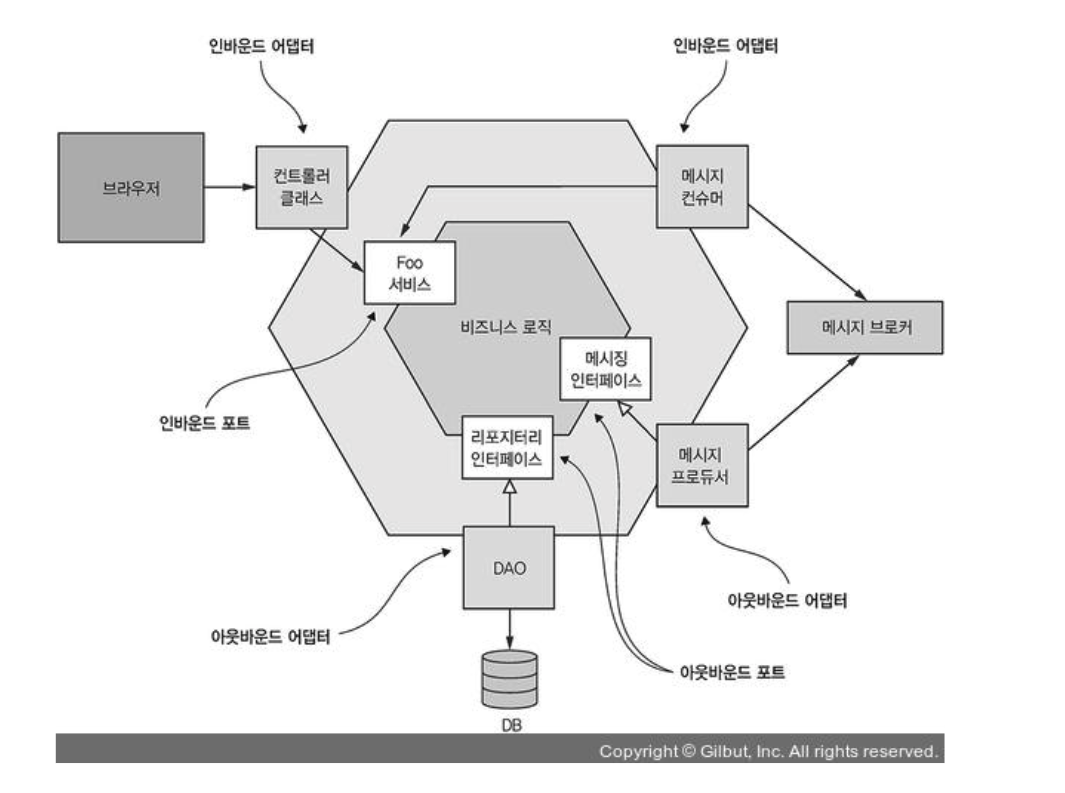 인바운드 어댑터
인바운드 어댑터
브라우저
컨트롤러
클래스
메시지
컨슈머
Foo
서비스
비즈니스 로직
메시지 브로커
메시징
인터페이스
인바운드 포트
리포지터리
인터페이스
메시지
프로듀서
DAO
아웃바운드 어댑터
아웃바운드 어댑터
아웃바운드 포트
DB
Copyright © Gilbut, Inc. All rights reserved.